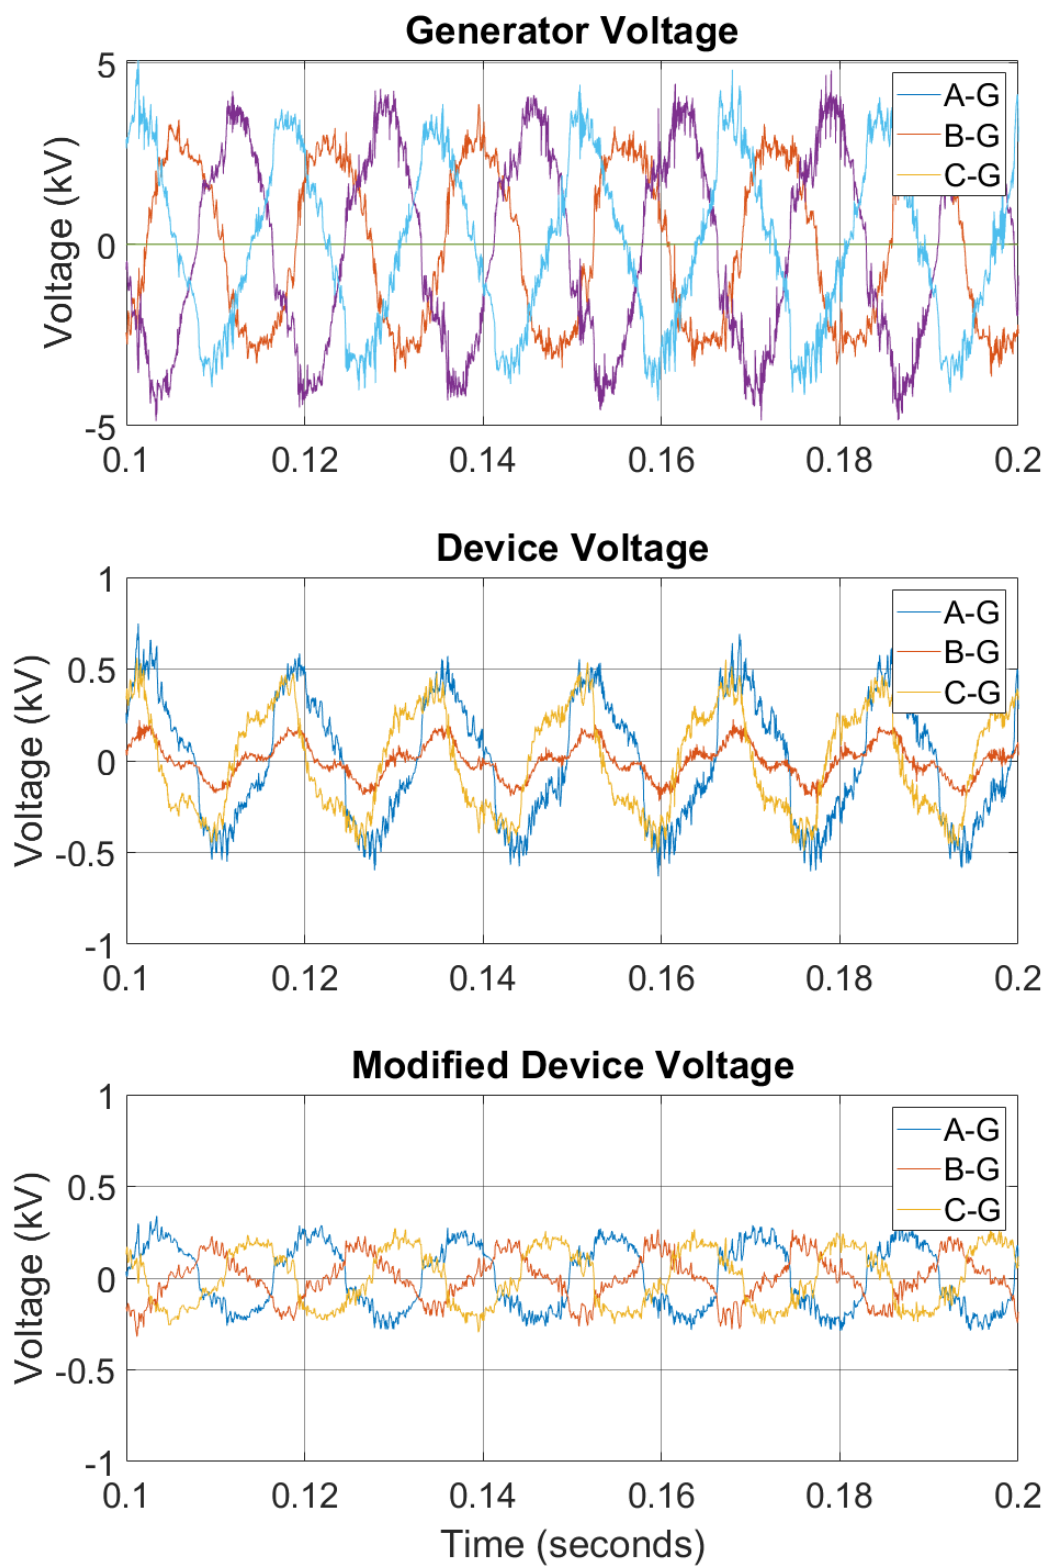 Generator Voltage
Voltage (kV)
5
0
-5
0.1 0.12 0.14 0.16 0.18 0.2
A-G
B-G
C-G
Device Voltage
Voltage (kV)
1
0.5
0
-0.5
-1
0.1 0.12 0.14 0.16 0.18 0.2
A-G
B-G
C-G
Modified Device Voltage
Voltage (kV)
1
0.5
0
-0.5
-1
0.1 0.12 0.14 0.16 0.18 0.2
A-G
B-G
C-G
Time (seconds)